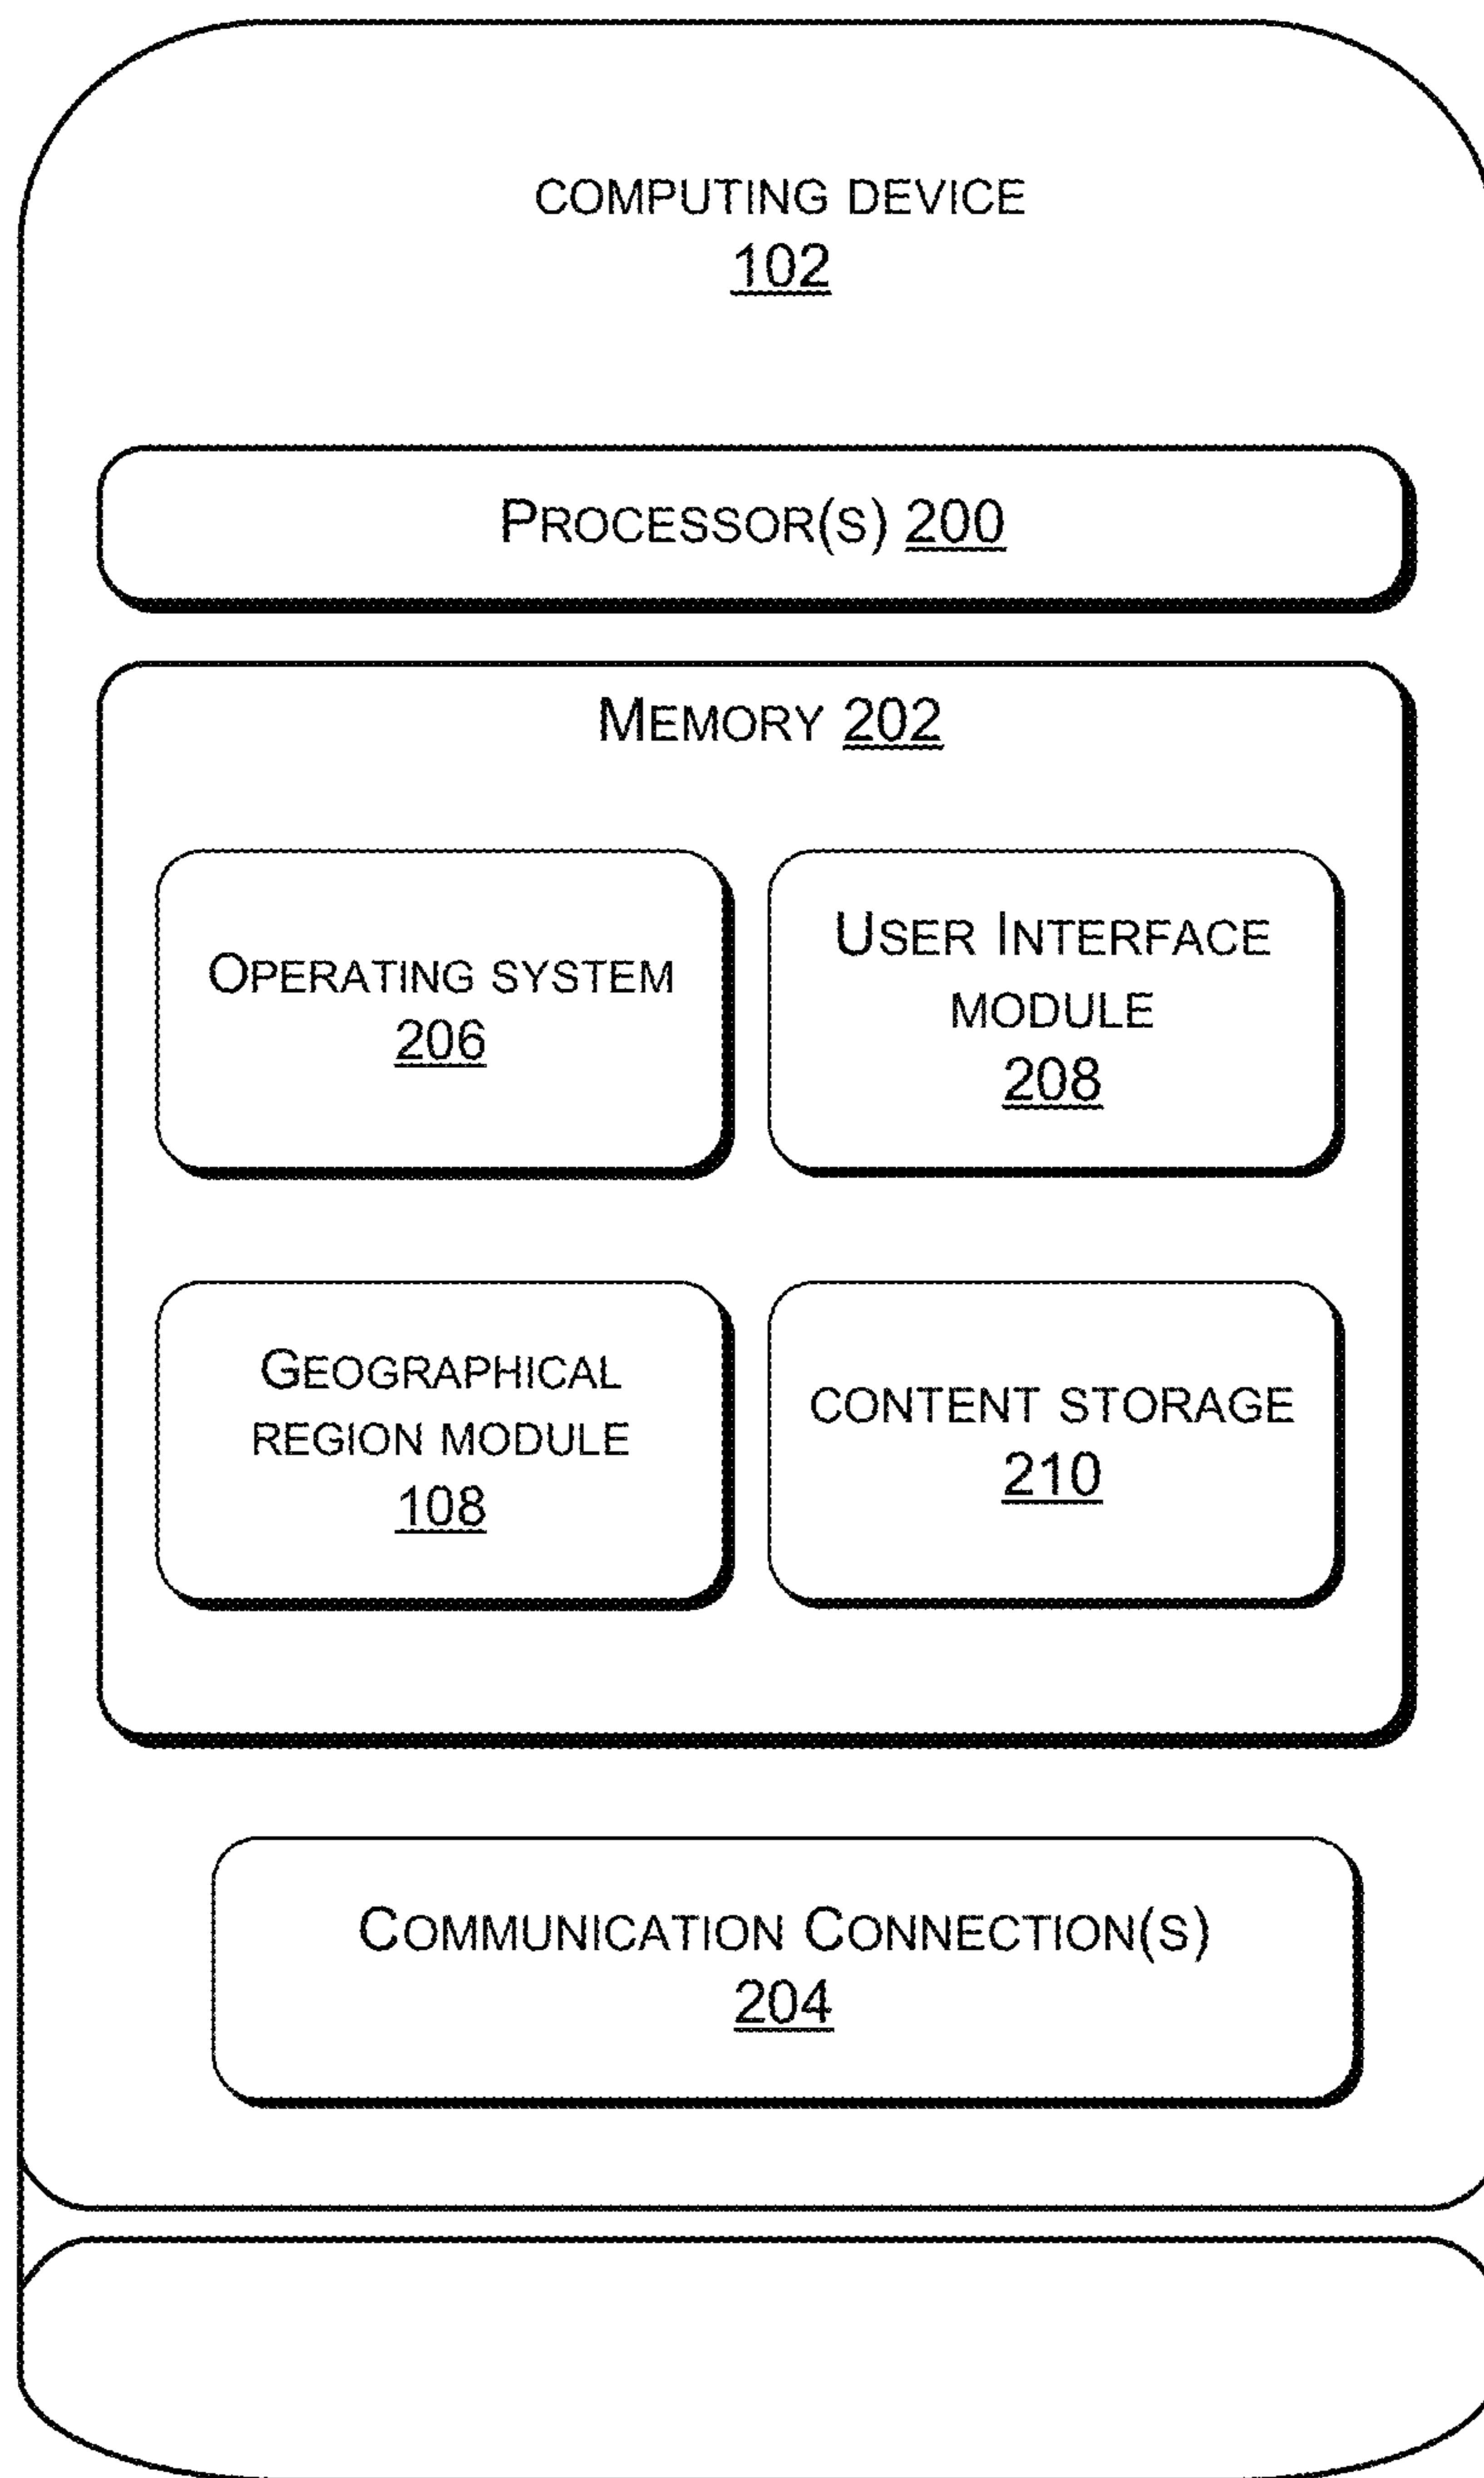 COMPUTING DEVICE
102
PROCESSOR(S) 200
MEMORY 202
OPERATING SYSTEM
206
USER INTERFACE
MODULE
208
GEOGRAPHICAL
REGION MODULE
108
CONTENT STORAGE
210
COMMUNICATION CONNECTION(S)
204